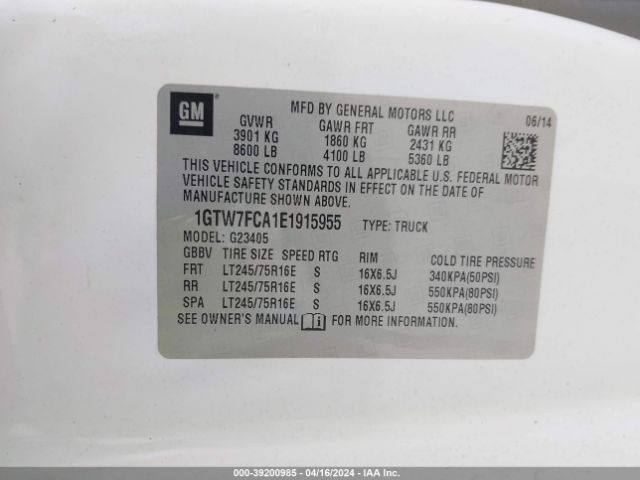 GM
MFD BY GENERAL MOTORS LLC
06/14
GVWR GAWR FRT GAWR RR
3901 KG 1860 KG 2431 KG
8600 LB 4100 LB 5360 LB
THIS VEHICLE CONFORMS TO ALL APPLICABLE U.S. FEDERAL MOTOR
VEHICLE SAFETY STANDARDS IN EFFECT ON THE DATE OF
MANUFACTURE SHOWN ABOVE.
1GTW7FCA1E1915955 TYPE: TRUCK
MODEL: G23405
GBBV TIRE SIZE SPEED RTG RIM COLD TIRE PRESSURE
FRT LT245/75R16E S 16X6.5J 340KPA(50PSI)
RR LT245/75R16E S 16X6.5J 550KPA(80PSI)
SPA LT245/75R16E S 16X6.5J 550KPA(80PSI)
SEE OWNER'S MANUAL FOR MORE INFORMATION.
000-39200985 - 04/16/2024 - IAA Inc.